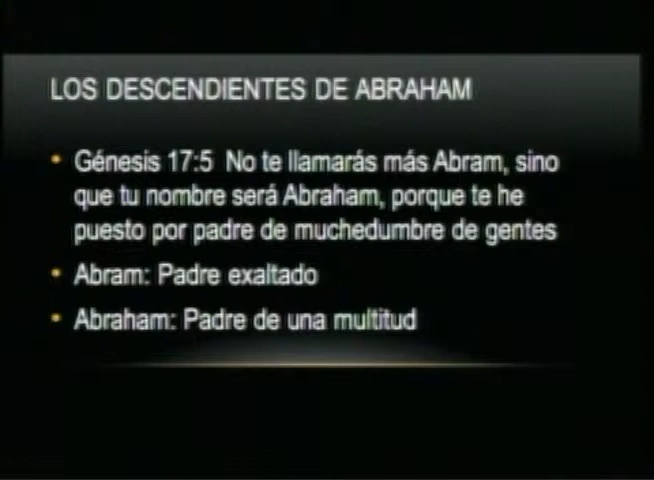 LOS DESCENDIENTES DE ABRAHAM
• Génesis 17:5 No te llamarás más Abram, sino
que tu nombre será Abraham, porque te he
puesto por padre de muchedumbre de gentes
• Abram: Padre exaltado
• Abraham: Padre de una multitud